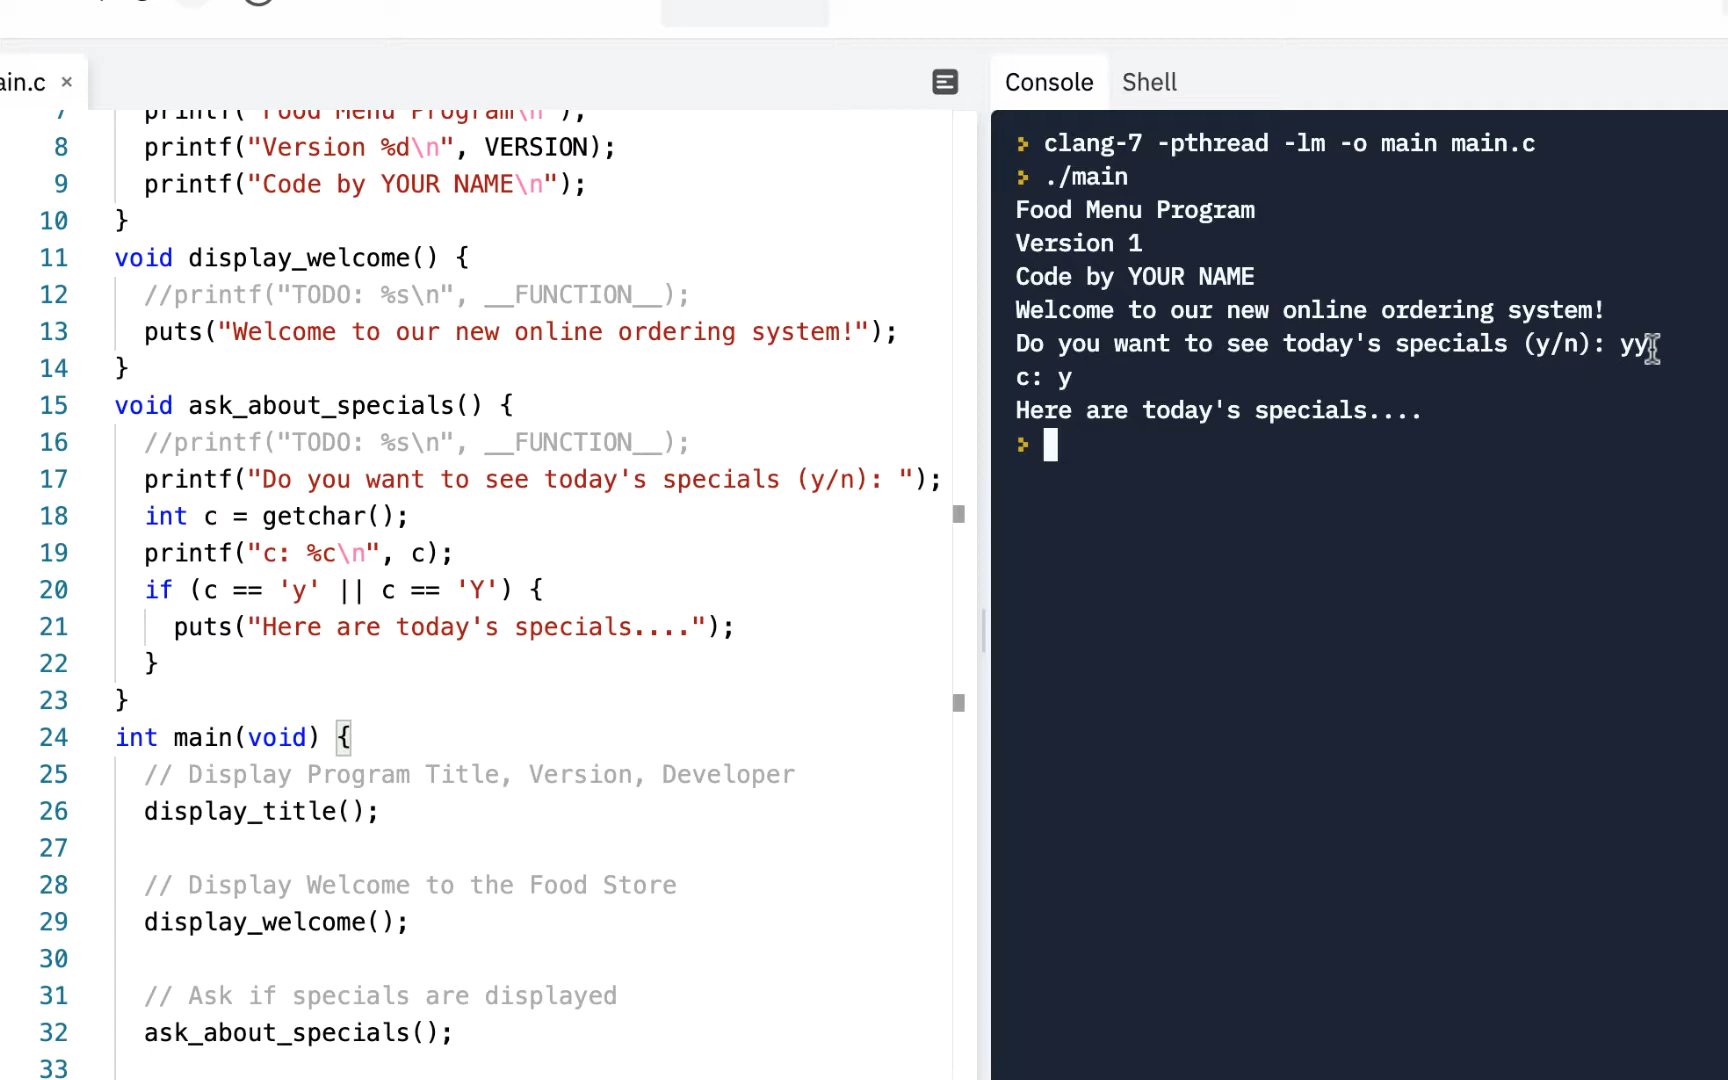 ain.c ×
7 printf("Food Menu Program\n");
8 printf("Version %d\n", VERSION);
9 printf("Code by YOUR NAME\n");
10 }
11 void display_welcome() {
12 //printf("TODO: %s\n", __FUNCTION__);
13 puts("Welcome to our new online ordering system!");
14 }
15 void ask_about_specials() {
16 //printf("TODO: %s\n", __FUNCTION__);
17 printf("Do you want to see today's specials (y/n): ");
18 int c = getchar();
19 printf("c: %c\n", c);
20 if (c == 'y' || c == 'Y') {
21 puts("Here are today's specials....");
22 }
23 }
24 int main(void) {
25 // Display Program Title, Version, Developer
26 display_title();
27
28 // Display Welcome to the Food Store
29 display_welcome();
30
31 // Ask if specials are displayed
32 ask_about_specials();
33
Console Shell
clang-7 -pthread -lm -o main main.c
./main
Food Menu Program
Version 1
Code by YOUR NAME
Welcome to our new online ordering system!
Do you want to see today's specials (y/n): yy
c: y
Here are today's specials....